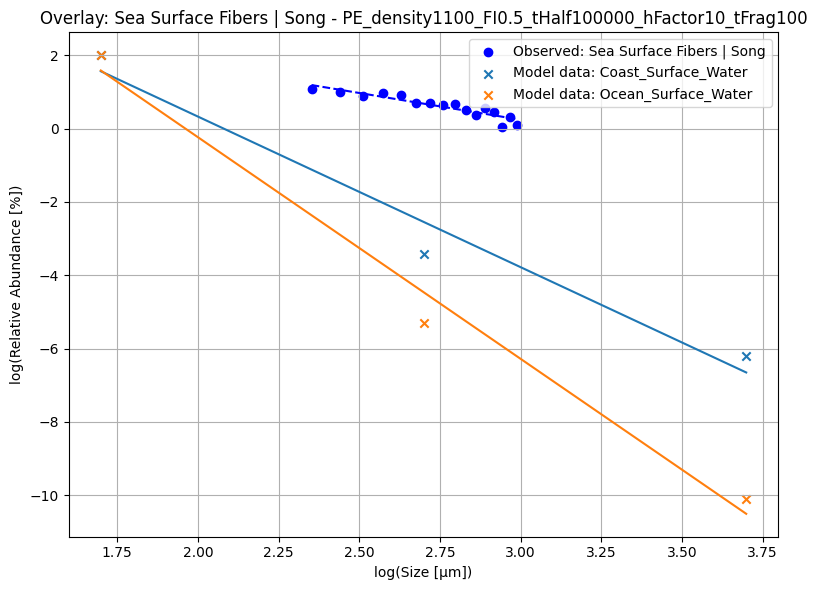 Overlay: Sea Surface Fibers | Song - PE_density1100_FI0.5_tHalf100000_hFactor10_tFrag100
Observed: Sea Surface Fibers | Song
Model data: Coast_Surface_Water
Model data: Ocean_Surface_Water
log(Relative Abundance [%])
2
0
−2
−4
−6
−8
−10
1.75 2.00 2.25 2.50 2.75 3.00 3.25 3.50 3.75
log(Size [µm])